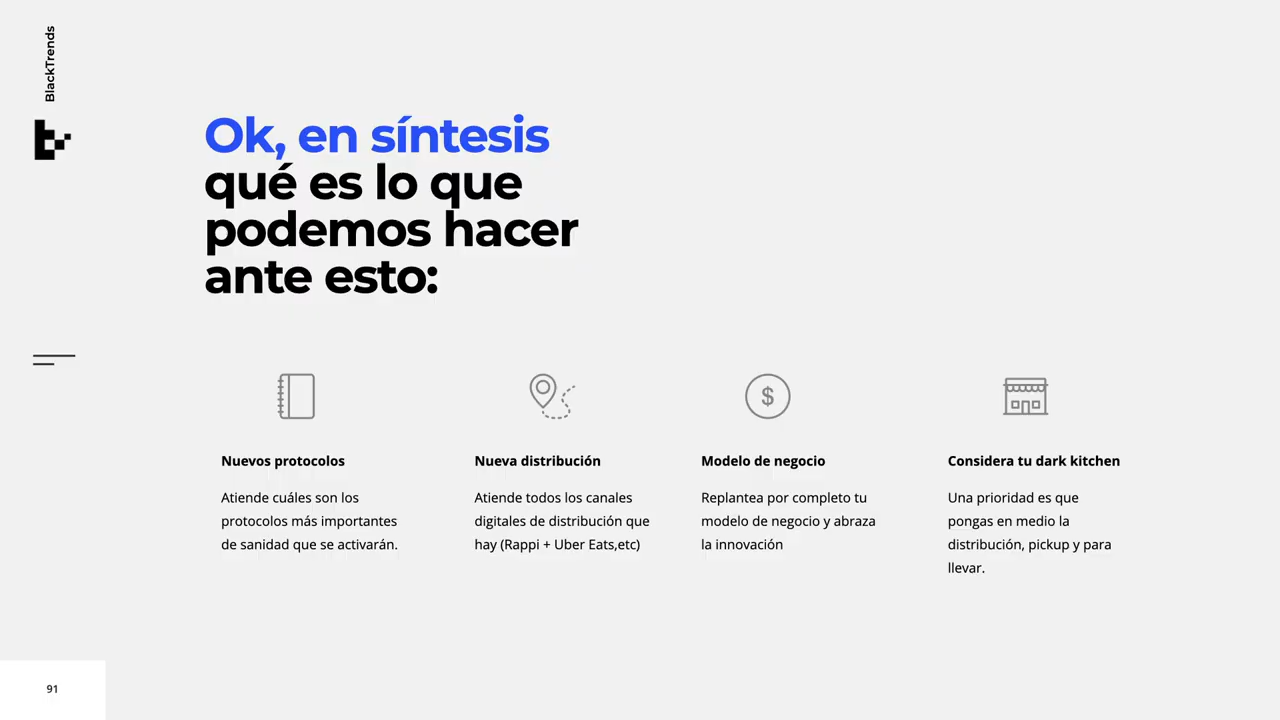 BlackTrends
Ok, en síntesis
qué es lo que
podemos hacer
ante esto:
$
Nuevos protocolos
Atiende cuáles son los
protocolos más importantes
de sanidad que se activarán.
Nueva distribución
Atiende todos los canales
digitales de distribución que
hay (Rappi + Uber Eats,etc)
Modelo de negocio
Replantea por completo tu
modelo de negocio y abraza
la innovación
Considera tu dark kitchen
Una prioridad es que
pongas en medio la
distribución, pickup y para
llevar.
91